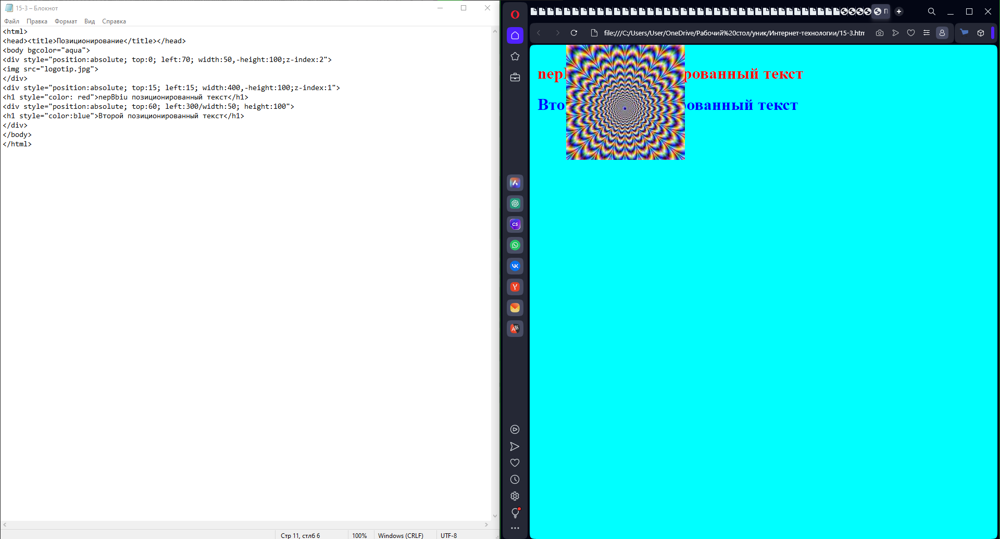 15-3 – Блокнот
Файл Правка Формат Вид Справка
<html>
<head><title>Позиционирование</title></head>
<body bgcolor="aqua">
<div style="position:absolute; top:0; left:70; width:50,-height:100;z-index:2">
<img src="logotip.jpg">
</div>
<div style="position:absolute; top:15; left:15; width:400,-height:100;z-index:1">
<h1 style="color: red">nepBbiu позиционированный текст</h1>
<div style="position:absolute; top:60; left:300/width:50; height:100">
<h1 style="color:blue">Второй позиционированный текст</h1>
</div>
</body>
</html>
Стр 11, стлб 6 100% Windows (CRLF) UTF-8
П
file:///C:/Users/User/OneDrive/Рабочий%20стол/уник/Интернет-технологии/15-3.htm
пер рованный текст
Вто рованный текст
CS